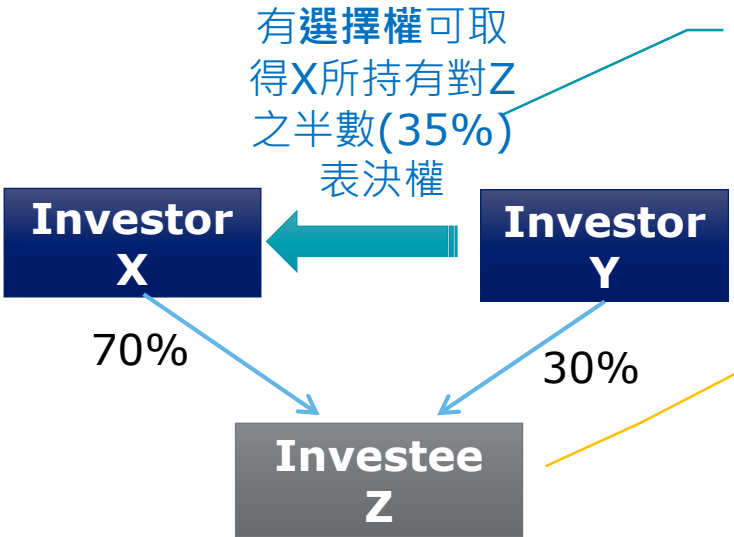 有選擇權可取
得X所持有對Z
之半數(35%)
表決權
Investor
X
Investor
Y
70%
30%
Investee
Z